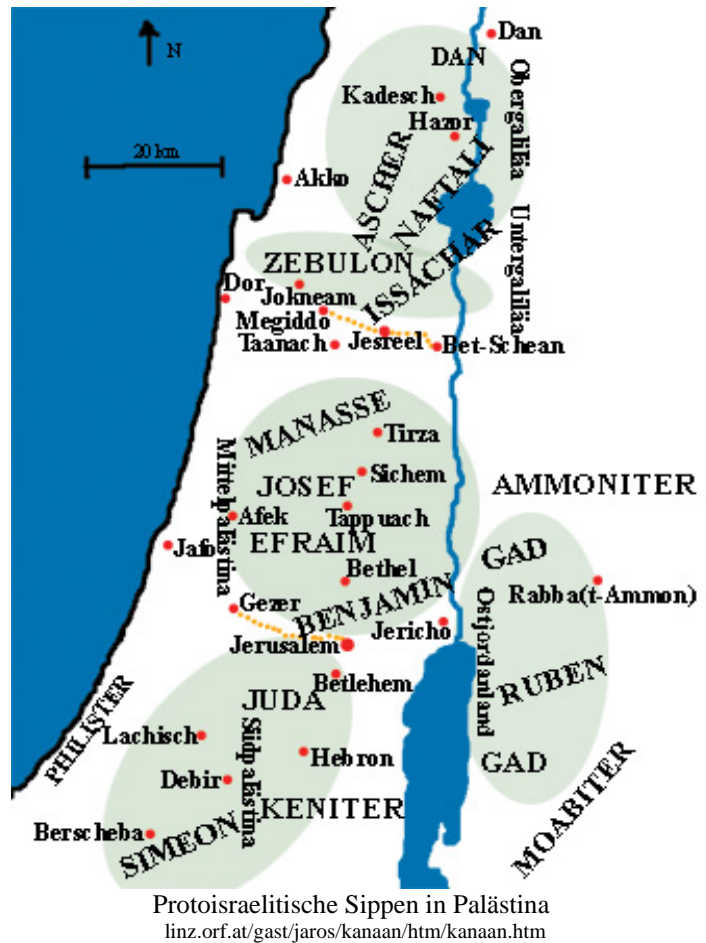 Dan
N
DAN
Kadesch
Obergaliläa
Hazor
20 km
ASCHER
NAFTALI
Akko
Untergaliläa
ISSACHAR
ZEBULON
Dor
Jokneam
Megiddo
Taanach
Jesreel
Bet-Schean
MANASSE
Tirza
Mittelpalästina
Sichem
AMMONITER
JOSEF
Afek
Tappuach
Jafo
EFRAIM
GAD
Bethel
Rabba(t-Ammon)
Gezer
BENJAMIN
Ostjordanland
Jericho
Jerusalem
Betlehem
RUBEN
JUDA
PHILISTER
Lachisch
Südpalästina
Hebron
GAD
Debir
MOABITER
KENITER
Berscheba
SIMEON
Protoisraelitische Sippen in Palästina
linz.orf.at/gast/jaros/kanaan/htm/kanaan.htm